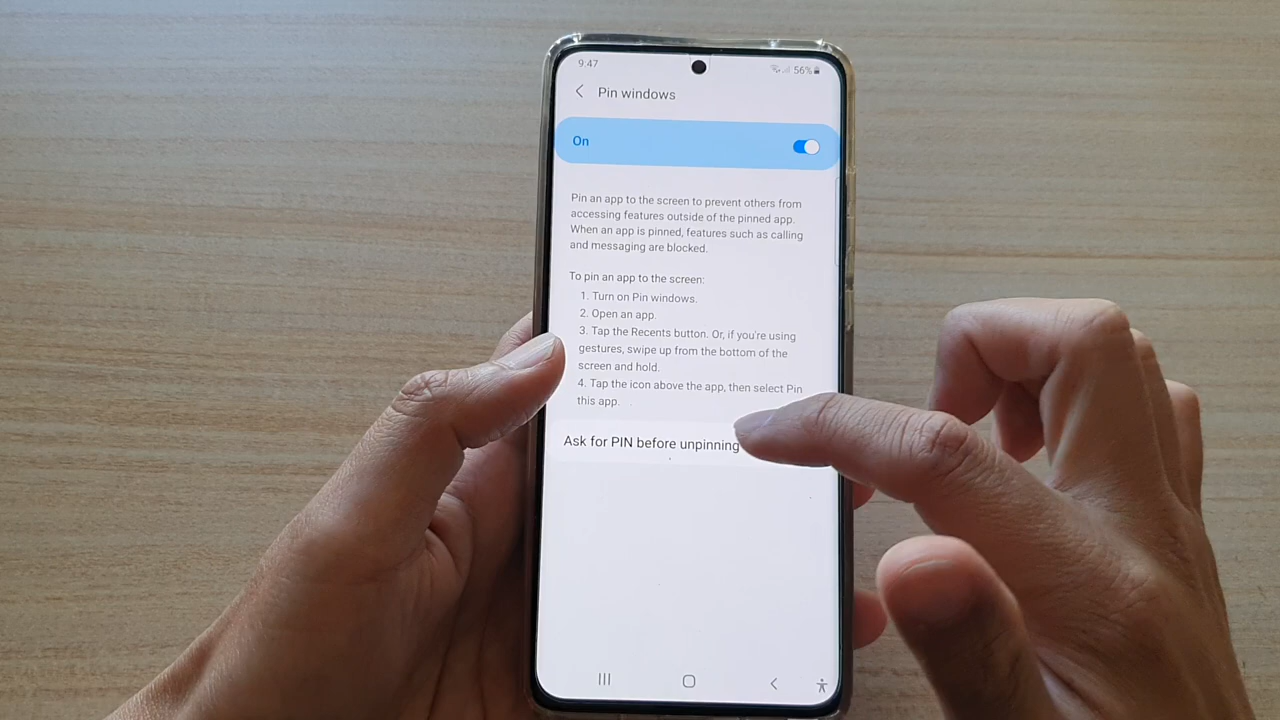 9:47
56%
Pin windows
On
Pin an app to the screen to prevent others from
accessing features outside of the pinned app.
When an app is pinned, features such as calling
and messaging are blocked.
To pin an app to the screen:
1. Turn on Pin windows.
2. Open an app.
3. Tap the Recents button. Or, if you're using
gestures, swipe up from the bottom of the
screen and hold.
4. Tap the icon above the app, then select Pin
this app.
Ask for PIN before unpinning